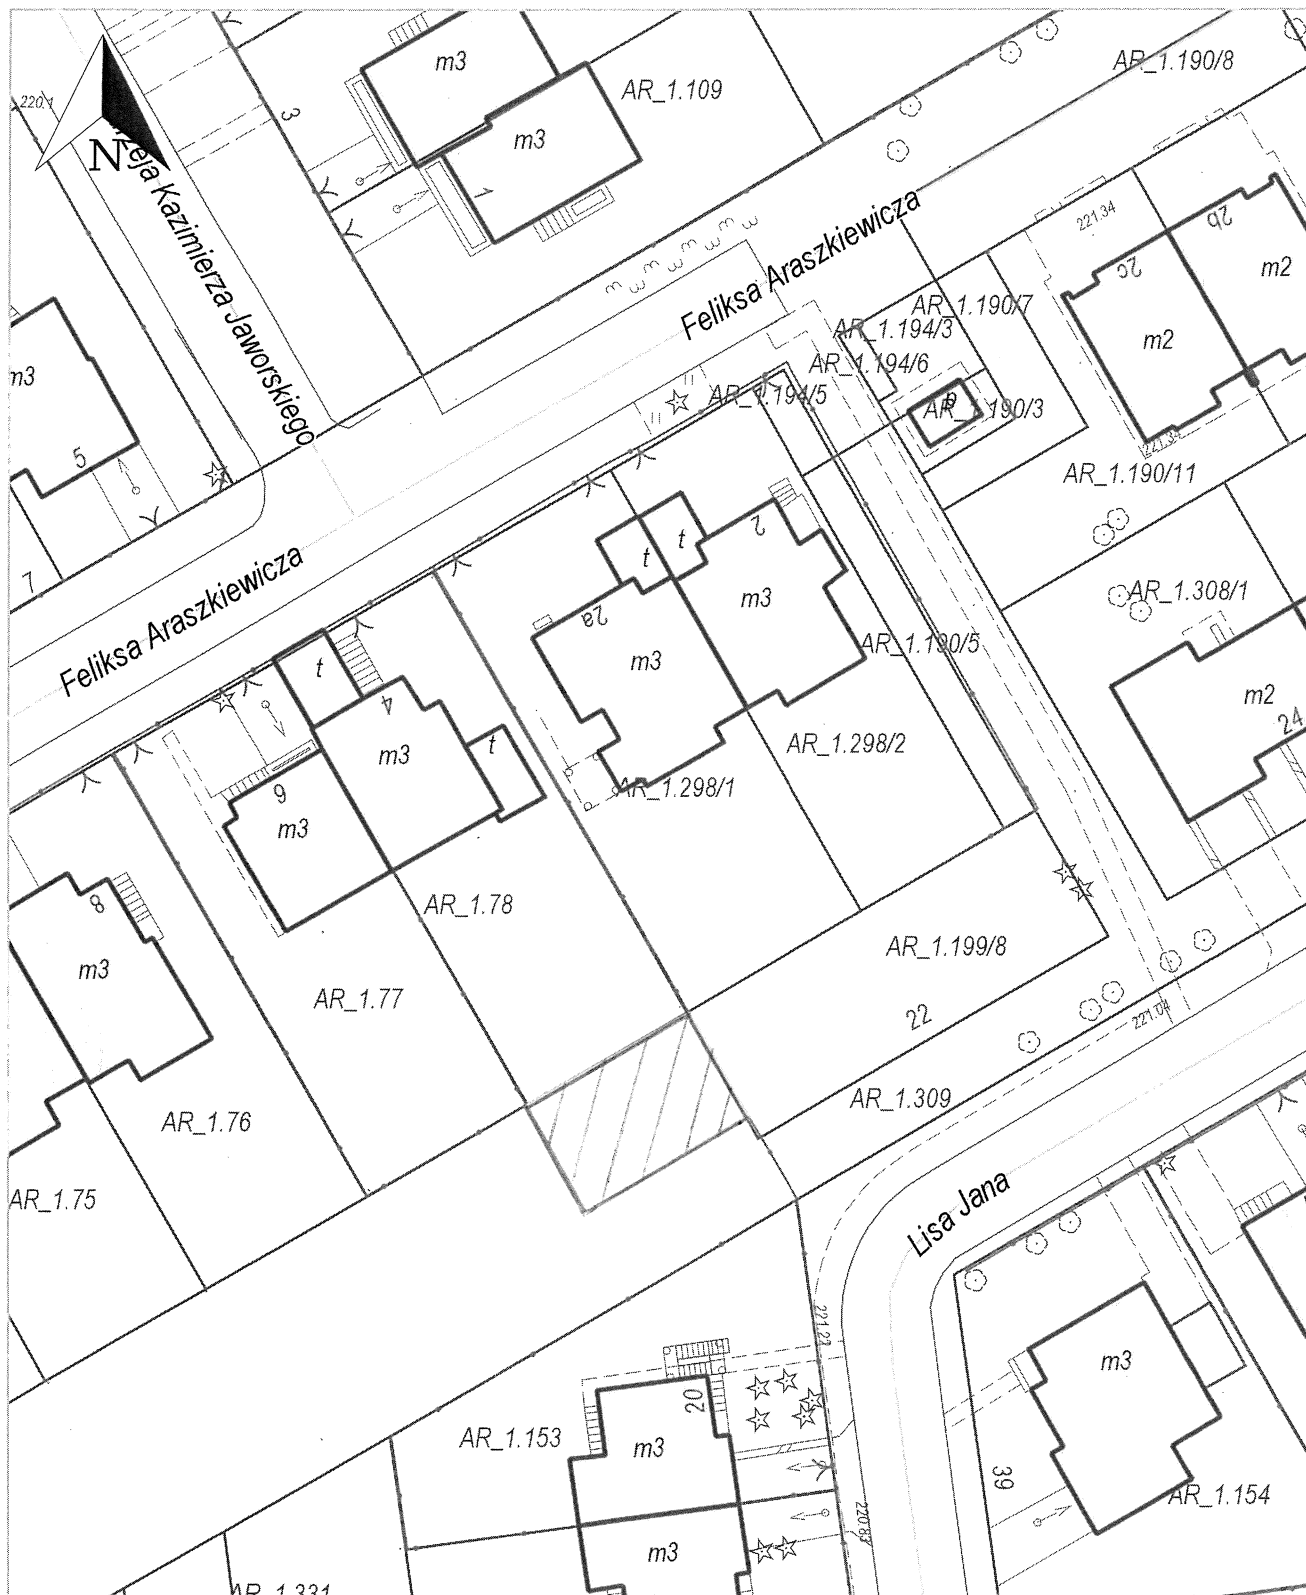 m3
AR_1.190/8
220.1
AR_1.109
3
m3
N
eja Kazimierza Jaworskiego
1
Feliksa Araszkiewicza
221.34
2b
2c
m2
AR_1.190/7
AR_1.194/3
m2
AR_1.194/6
m3
AR_1.194/5
AR_1.190/3
5
AR_1.190/11
7
2
t
t
Feliksa Araszkiewicza
m3
2a
AR_1.308/1
AR_1.190/5
m3
t
4
m2
24
t
m3
AR_1.298/2
AR_1.298/1
6
m3
8
AR_1.78
AR_1.199/8
m3
AR_1.77
22
221.04
AR_1.309
AR_1.76
AR_1.75
Lisa Jana
221.22
m3
20
AR_1.153
m3
39
AR_1.154
220.83
m3
AR_1.331